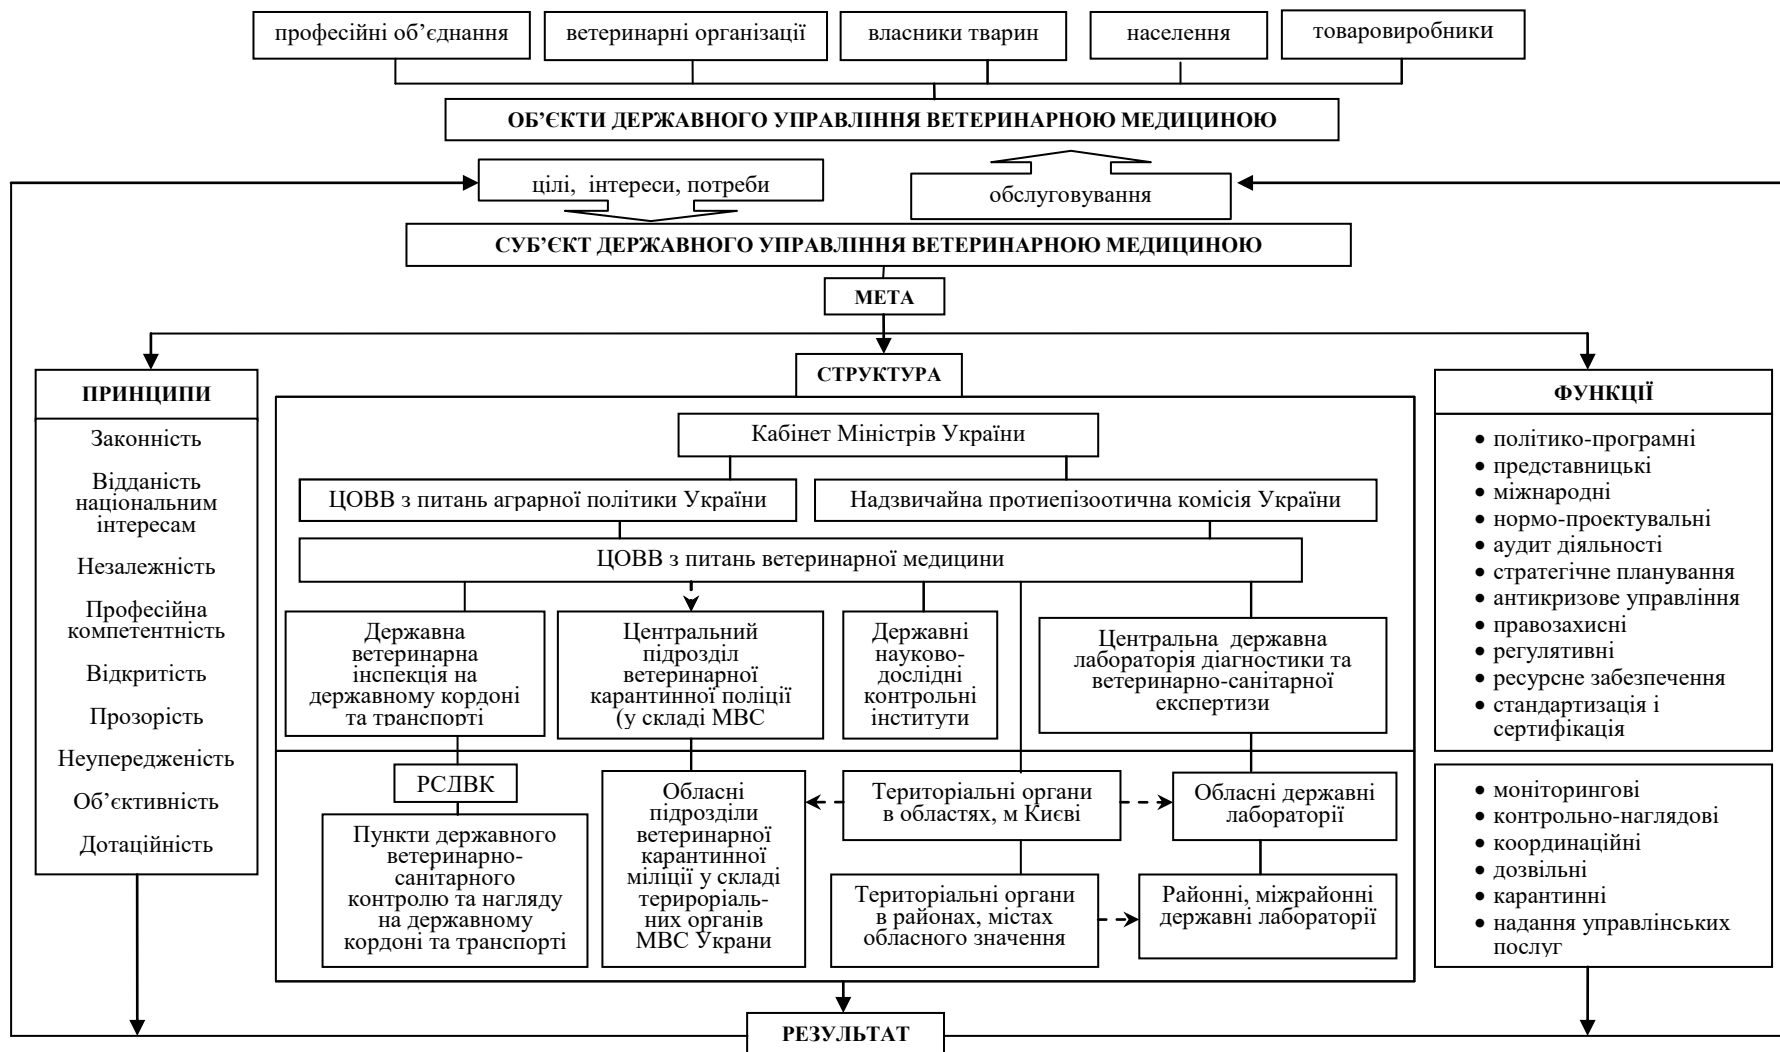 професійні об’єднання
ветеринарні організації
власники тварин
населення
товаровиробники
ОБ’ЄКТИ ДЕРЖАВНОГО УПРАВЛІННЯ ВЕТЕРИНАРНОЮ МЕДИЦИНОЮ
цілі, інтереси, потреби
обслуговування
СУБ’ЄКТ ДЕРЖАВНОГО УПРАВЛІННЯ ВЕТЕРИНАРНОЮ МЕДИЦИНОЮ
МЕТА
ПРИНЦИПИ
Законність
Відданість
національним
інтересам
Незалежність
Професійна
компетентність
Відкритість
Прозорість
Неупередженість
Об’єктивність
Дотаційність
СТРУКТУРА
Кабінет Міністрів України
ЦОВВ з питань аграрної політики України
Надзвичайна протиепізоотична комісія України
ЦОВВ з питань ветеринарної медицини
Державна
ветеринарна
інспекція на
державному кордоні
та транспорті
Центральний
підрозділ
ветеринарної
карантинної поліції
(у складі МВС
Державні
науково-
дослідні
контрольні
інститути
Центральна державна
лабораторія діагностики та
ветеринарно-санітарної
експертизи
РСДВК
Пункти державного
ветеринарно-
санітарного
контролю та нагляду
на державному
кордоні та транспорті
Обласні
підрозділи
ветеринарної
карантинної
міліції у складі
терироріаль-
них органів
МВС Украни
Територіальні органи
в областях, м Києві
Обласні державні
лабораторії
Територіальні органи
в районах, містах
обласного значення
Районні, міжрайонні
державні лабораторії
ФУНКЦІЇ
• політико-програмні
• представницькі
• міжнародні
• нормо-проектувальні
• аудит діяльності
• стратегічне планування
• антикризове управління
• правозахисні
• регулятивні
• ресурсне забезпечення
• стандартизація і
сертифікація
• моніторингові
• контрольно-наглядові
• координаційні
• дозвільні
• карантинні
• надання управлінських
послуг
РЕЗУЛЬТАТ